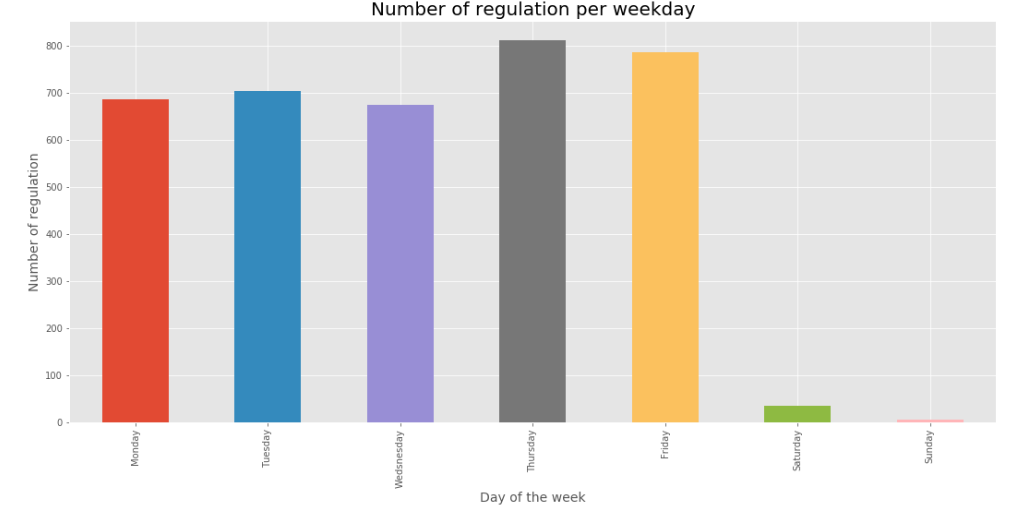 Number of regulation per weekday
Number of regulation
800
700
600
500
400
300
200
100
0
Monday
Tuesday
Wedsnesday
Thursday
Friday
Saturday
Sunday
Day of the week